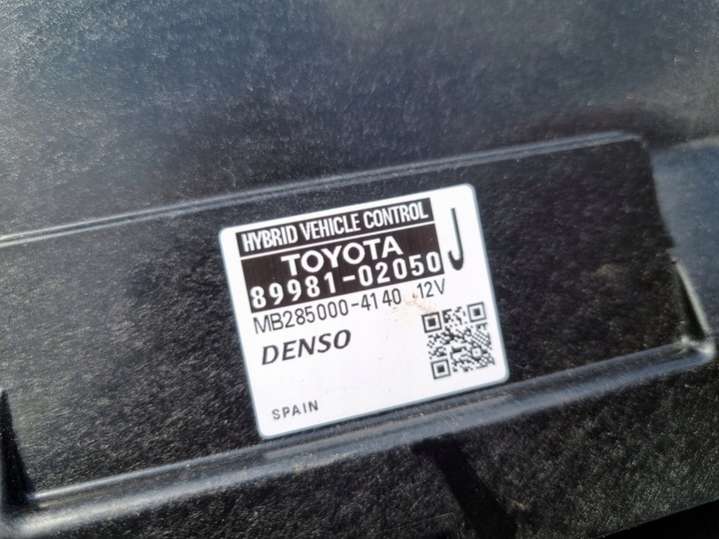 HYBRID VEHICLE CONTROL
TOYOTA
89981-02050
J
MB285000-4140 12V
DENSO
SPAIN